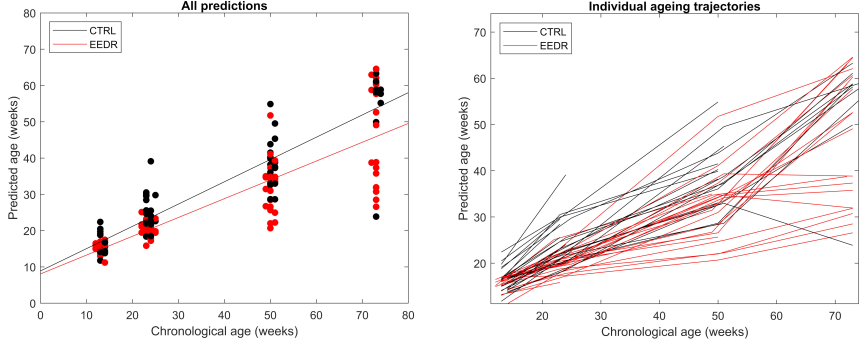 All predictions
CTRL
EEDR
80
70
60
50
40
30
20
10
0
Predicted age (weeks)
0 10 20 30 40 50 60 70 80
Chronological age (weeks)
Individual ageing trajectories
CTRL
EEDR
70
60
50
40
30
20
Predicted age (weeks)
20 30 40 50 60 70
Chronological age (weeks)